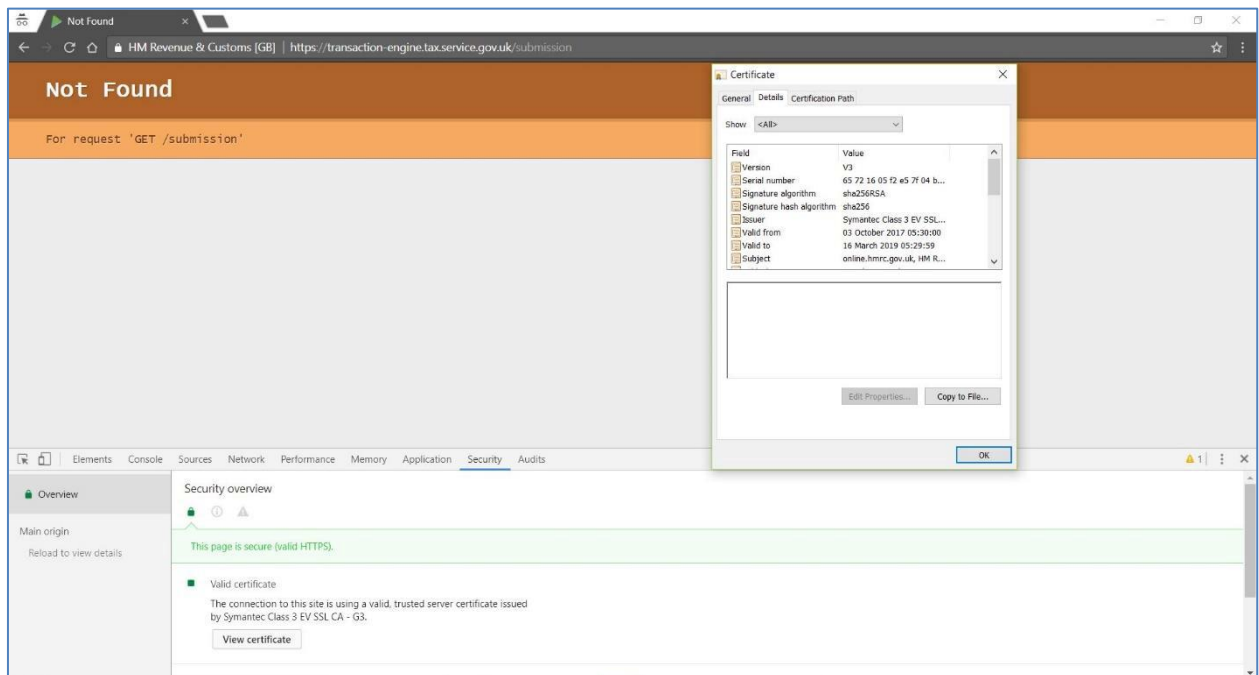 Not Found
HM Revenue & Customs [GB] | https://transaction-engine.tax.service.gov.uk/submission
Not Found
For request 'GET /submission'
Certificate
General Details Certification Path
Show: <All>
Field Value
Version V3
Serial number 65 72 16 05 f2 e5 7f 04 b...
Signature algorithm sha256RSA
Signature hash algorithm sha256
Issuer Symantec Class 3 EV SSL...
Valid from 03 October 2017 05:30:00
Valid to 16 March 2019 05:29:59
Subject online.hmrc.gov.uk, HM R...
Edit Properties... Copy to File...
OK
Elements Console Sources Network Performance Memory Application Security Audits 1
Overview
Main origin
Reload to view details
Security overview
This page is secure (valid HTTPS).
Valid certificate
The connection to this site is using a valid, trusted server certificate issued
by Symantec Class 3 EV SSL CA - G3.
View certificate